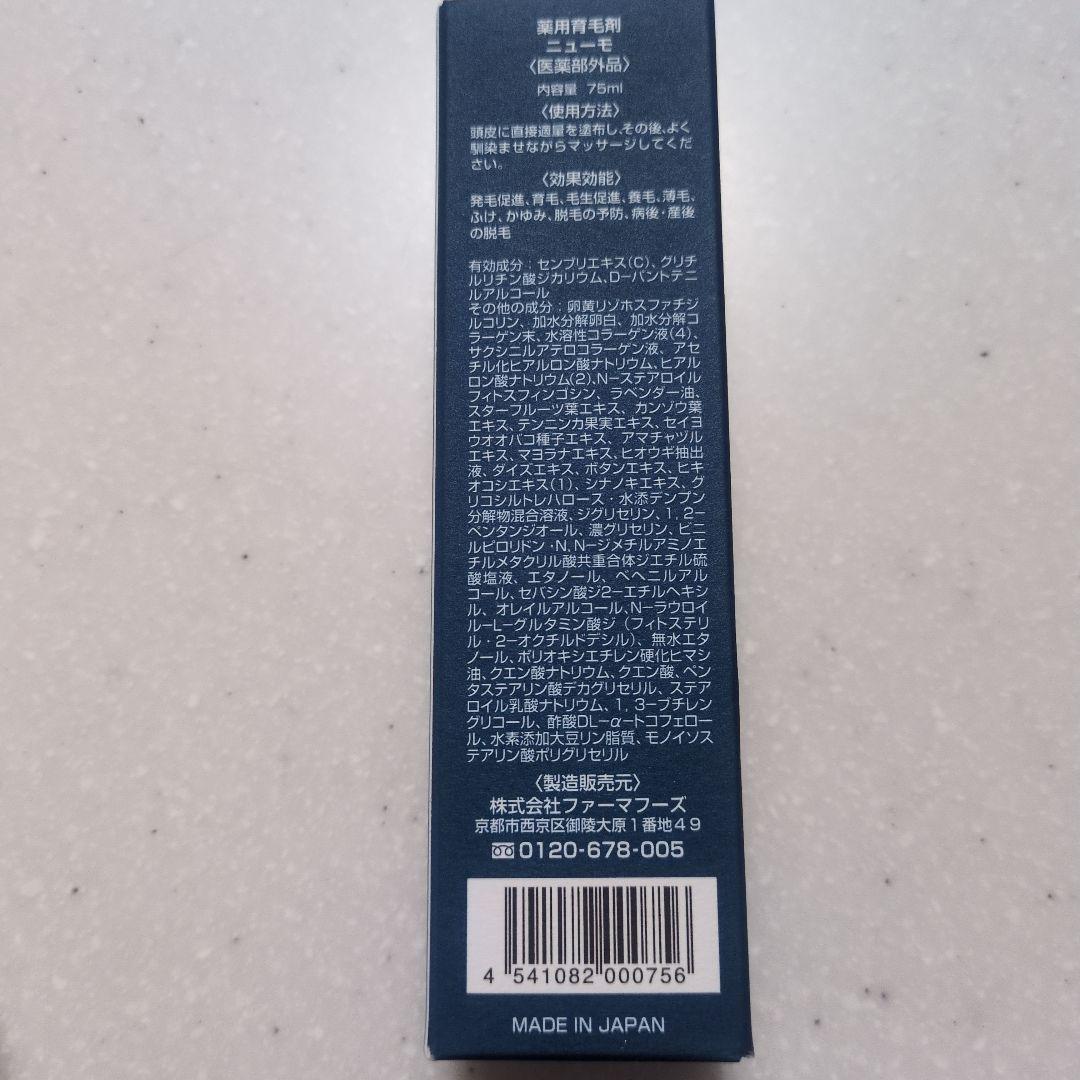 薬用育毛剤
ニューモ
〈医薬部外品〉
内容量 75ml
〈使用方法〉
頭皮に直接適量を塗布し、その後、よく
馴染ませながらマッサージしてくだ
さい。
〈効果効能〉
発毛促進、育毛、毛生促進、養毛、薄毛、
ふけ、かゆみ、脱毛の予防、病後・産後
の脱毛
有効成分：センブリエキス(C)、グリチ
ルリチン酸ジカリウム、D-パントテニ
ルアルコール
その他の成分：卵黄リゾホスファチジ
ルコリン、加水分解卵白、加水分解コ
ラーゲン末、水溶性コラーゲン液(4)、
サクシニルアテロコラーゲン液、アセ
チル化ヒアルロン酸ナトリウム、ヒアル
ロン酸ナトリウム(2)、N-ステアロイル
フィトスフィンゴシン、ラベンダー油、
スターフルーツ葉エキス、カンゾウ葉
エキス、テンニンカ果実エキス、セイヨ
ウオオバコ種子エキス、アマチャヅル
エキス、マヨラナエキス、ヒオウギ抽出
液、ダイズエキス、ボタンエキス、ヒキ
オコシエキス(1)、シナノキエキス、グ
リコシルトレハロース・水添デンプン
分解物混合溶液、ジグリセリン、1,2-
ペンタンジオール、濃グリセリン、ビニ
ルピロリドン・N,N-ジメチルアミノエ
チルメタクリル酸共重合体ジエチル硫
酸塩液、エタノール、ベヘニルアル
コール、セバシン酸ジ2-エチルヘキシ
ル、オレイルアルコール、N-ラウロイ
ル-L-グルタミン酸ジ(フィトステリ
ル・2-オクチルドデシル)、無水エタ
ノール、ポリオキシエチレン硬化ヒマシ
油、クエン酸ナトリウム、クエン酸、ペン
タステアリン酸デカグリセリル、ステア
ロイル乳酸ナトリウム、1,3-ブチレン
グリコール、酢酸DL-α-トコフェロー
ル、水素添加大豆リン脂質、モノイソス
テアリン酸ポリグリセリル
〈製造販売元〉
株式会社ファーマフーズ
京都市西京区御陵大原1番地49
0120-678-005
4 541082 000756
MADE IN JAPAN